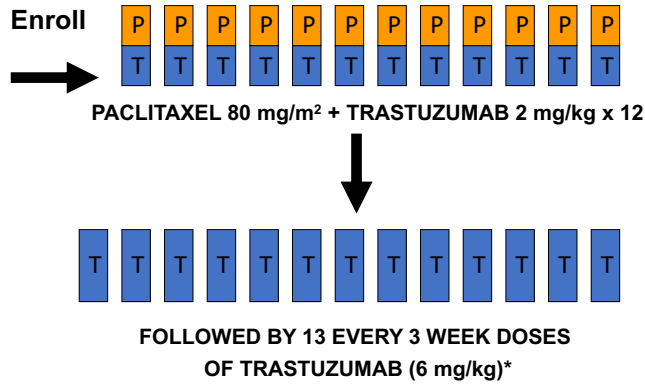 Enroll
P P P P P P P P P P P P
T T T T T T T T T T T T
PACLITAXEL 80 mg/m² + TRASTUZUMAB 2 mg/kg x 12
T T T T T T T T T T T T T
FOLLOWED BY 13 EVERY 3 WEEK DOSES
OF TRASTUZUMAB (6 mg/kg)*